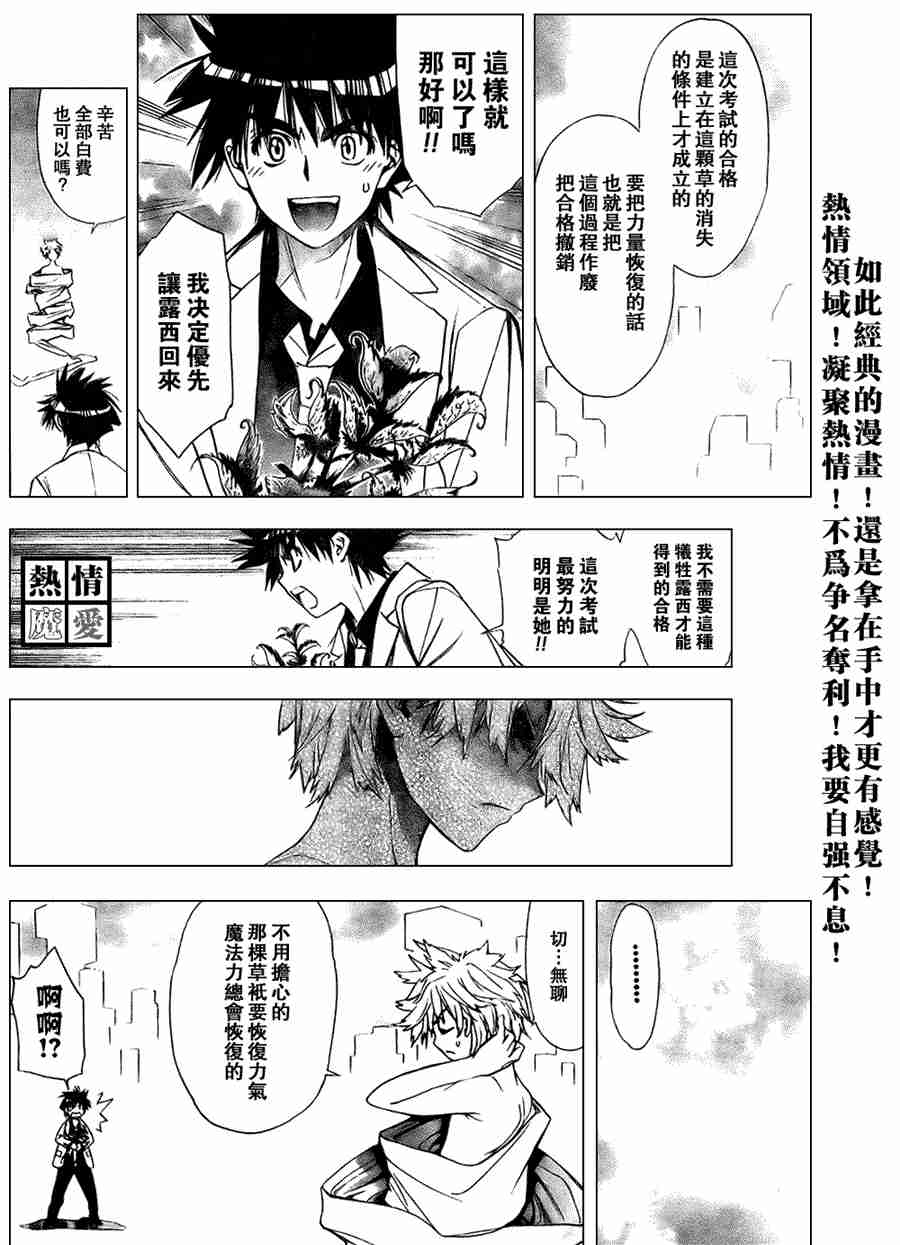 這次考試的合格
是建立在這顆草的消失
的條件上才成立的
要把力量恢復的話
也就是把
這個過程作廢
把合格撤銷
這樣就
可以了嗎
那好啊!!
我決定優先
讓露西回來
辛苦
全部白費
也可以嗎?
我不需要這種
犧牲露西才能
得到的合格
這次考試
最努力的
明明是她!!
熱情
魔愛
………
切…無聊
不用擔心的
那棵草衹要恢復力氣
魔法力總會恢復的
啊啊!?
如此經典的漫畫！還是拿在手中才更有感覺！
熱情領域！凝聚熱情！不爲争名奪利！我要自强不息！